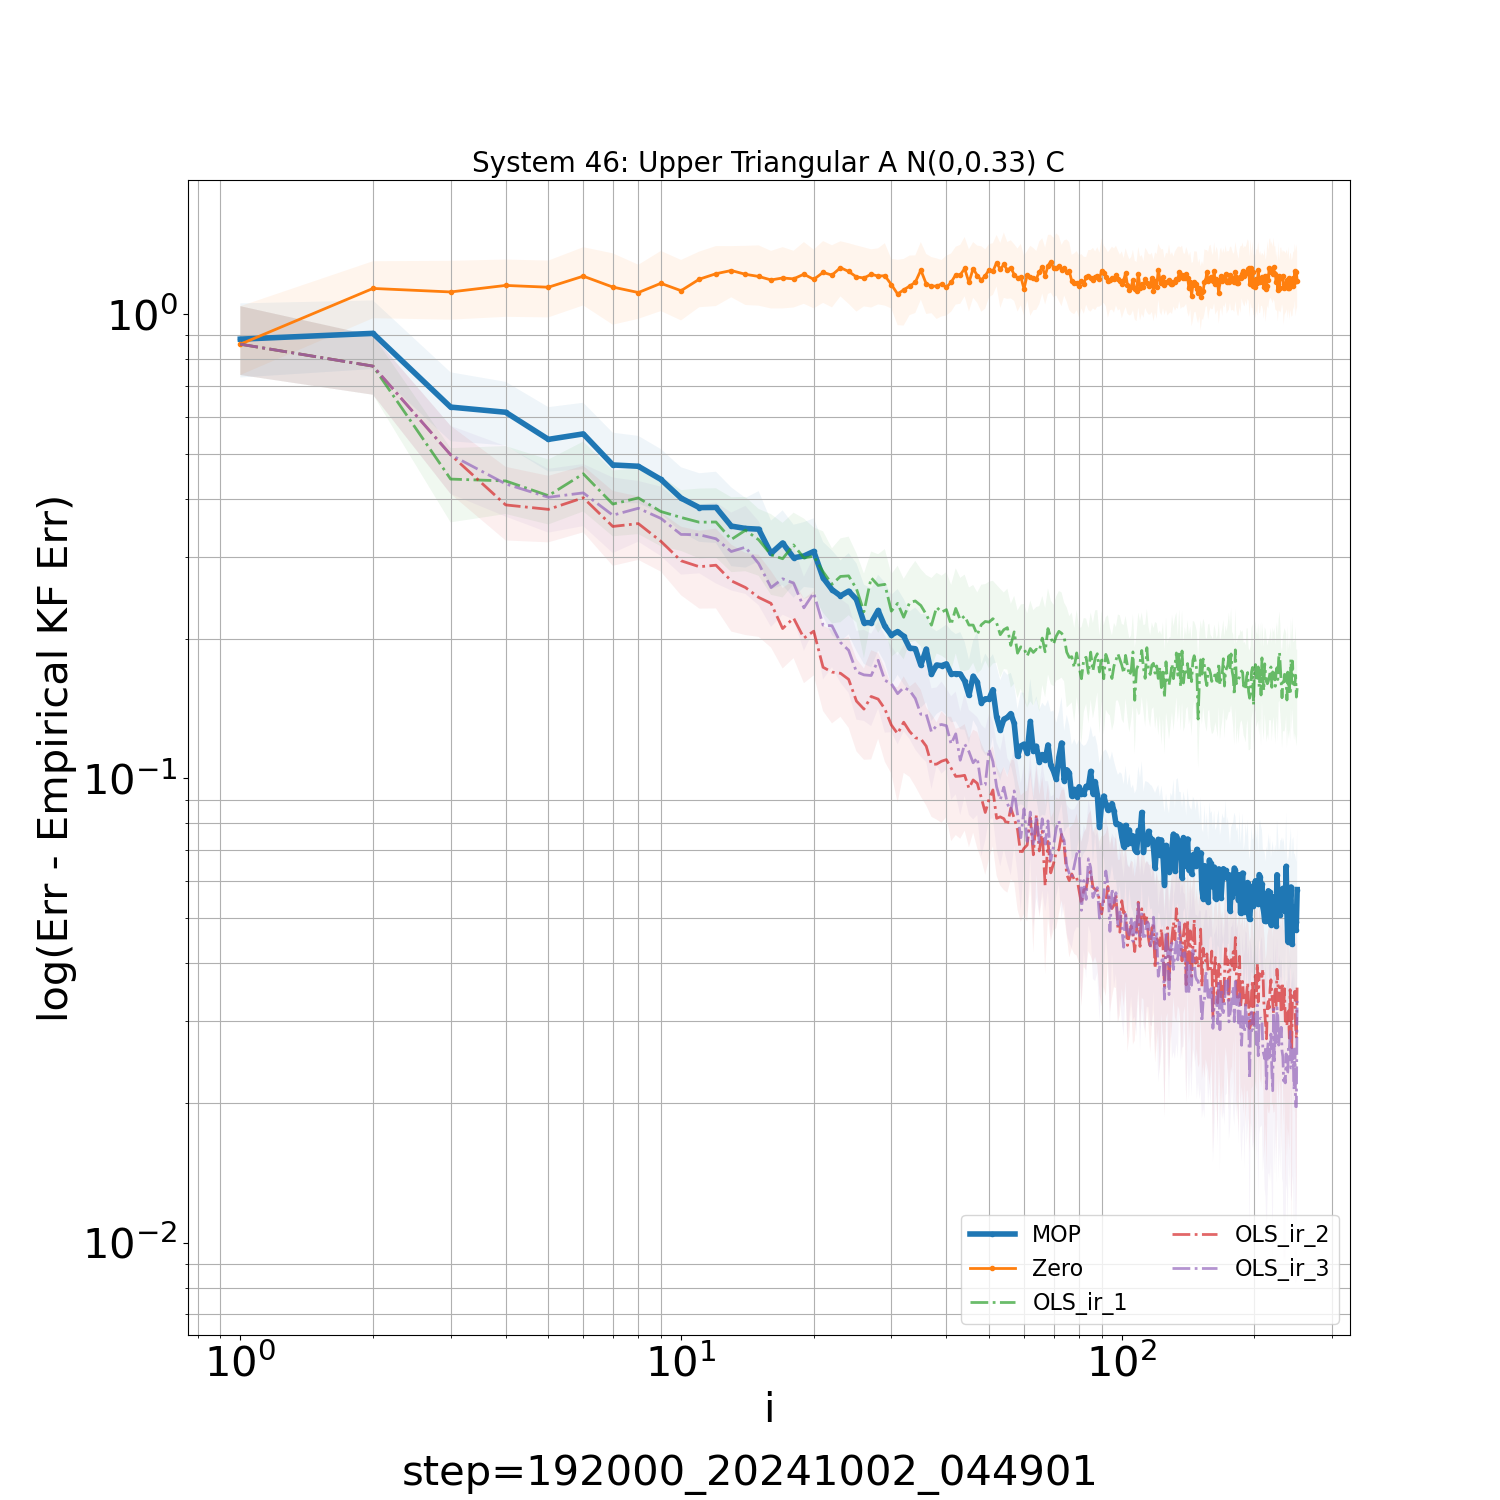 System 46: Upper Triangular A N(0,0.33) C
log(Err - Empirical KF Err)
10⁰
10⁻¹
10⁻²
MOP
Zero
OLS_ir_1
OLS_ir_2
OLS_ir_3
10⁰ 10¹ 10²
i
step=192000_20241002_044901